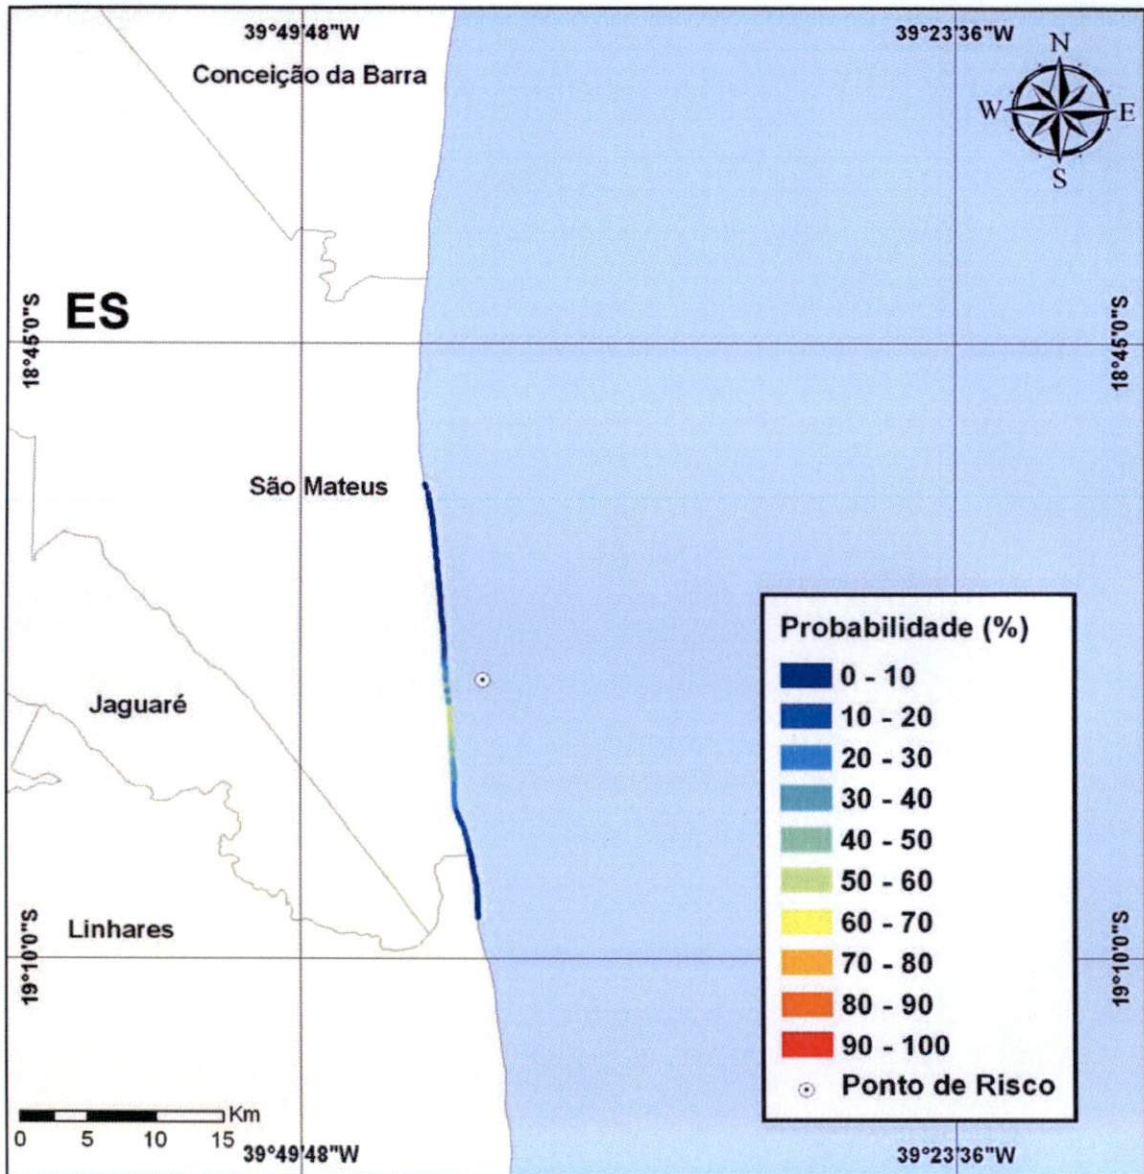 39°49'48"W
39°23'36"W
Conceição da Barra
N
W
E
S
ES
18°45'0"S
18°45'0"S
São Mateus
Probabilidade (%)
0 - 10
10 - 20
20 - 30
30 - 40
40 - 50
50 - 60
60 - 70
70 - 80
80 - 90
90 - 100
Ponto de Risco
Jaguaré
Linhares
19°10'0"S
19°10'0"S
Km
0 5 10 15
39°49'48"W
39°23'36"W